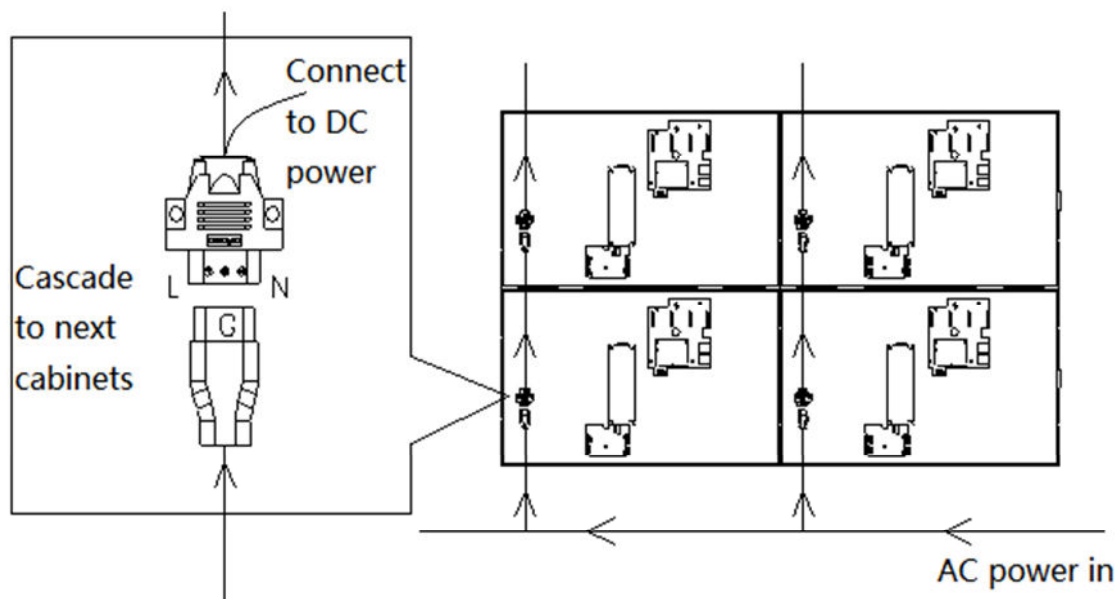 Connect
to DC
power
L N
G
Cascade
to next
cabinets
AC power in